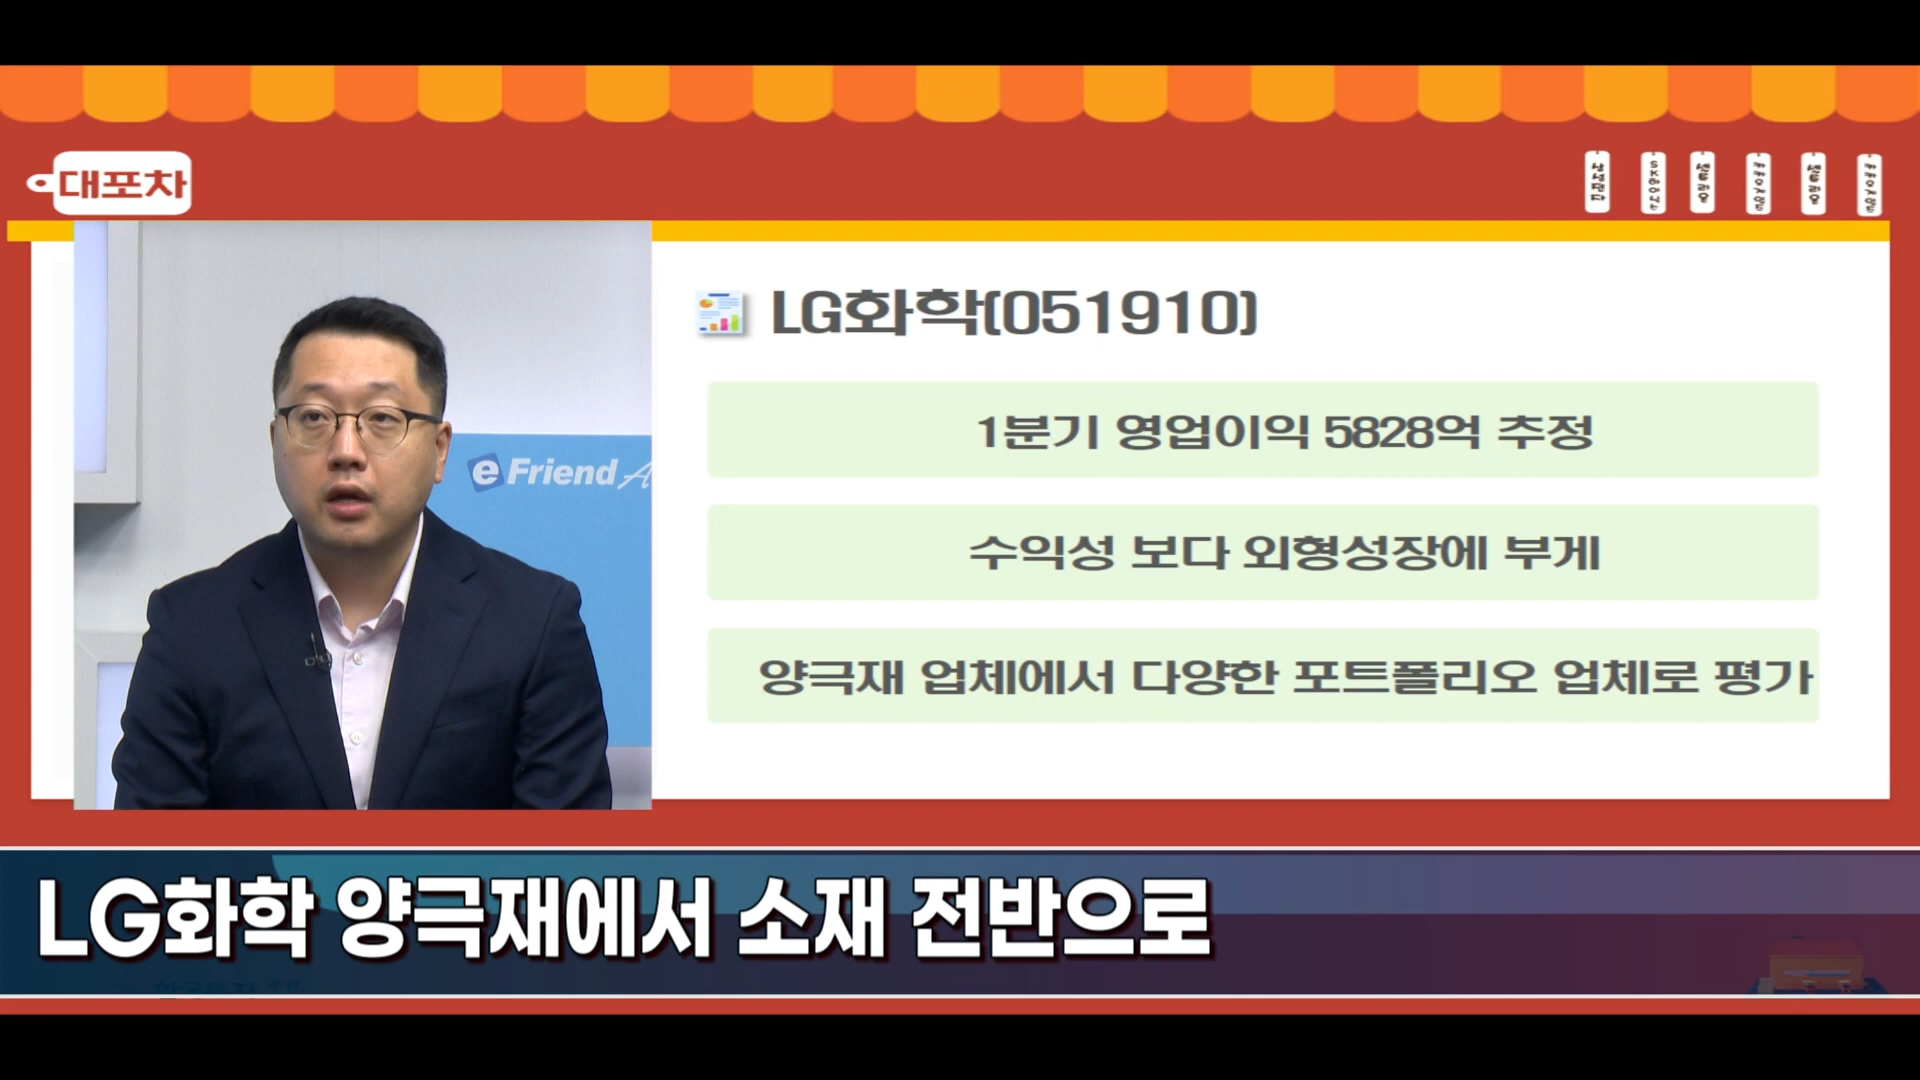 대포차
eFriend
LG화학(051910)
1분기 영업이익 5828억 추정
수익성 보다 외형성장에 부게
양극재 업체에서 다양한 포트폴리오 업체로 평가
LG화학 양극재에서 소재 전반으로